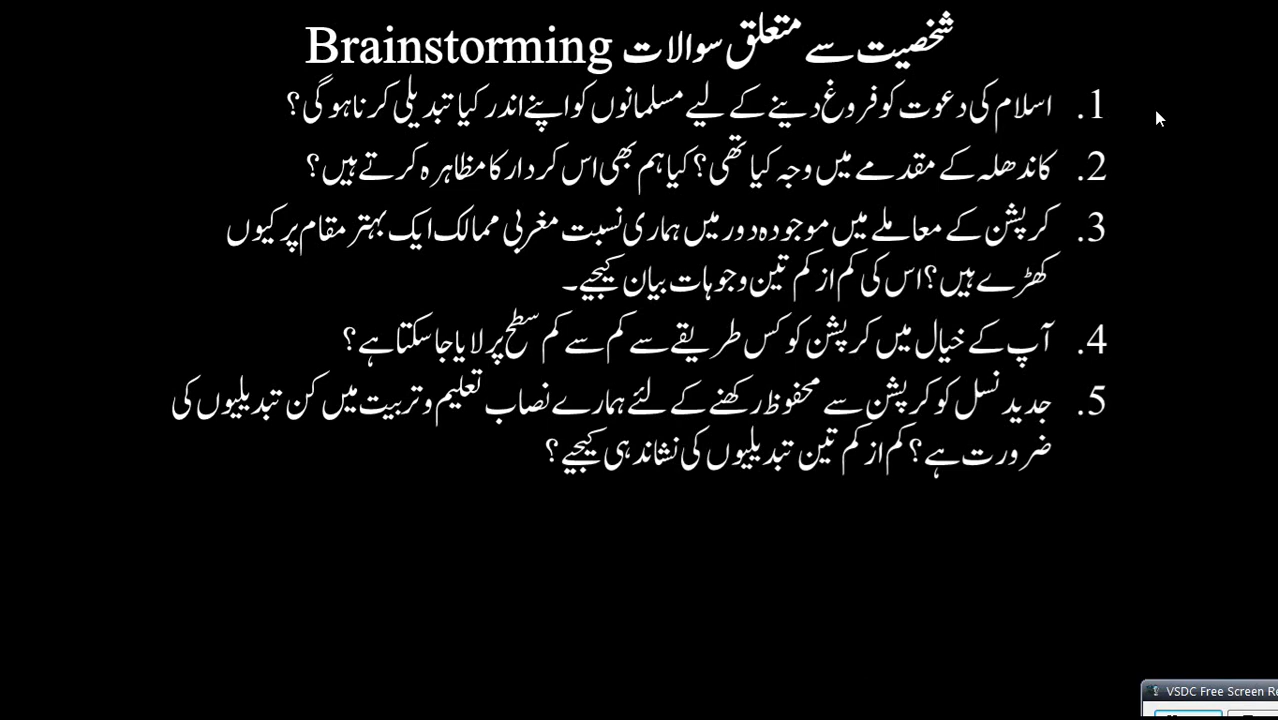 شخصیت سے متعلق سوالات Brainstorming
1. اسلام کی دعوت کو فروغ دینے کے لیے مسلمانوں کو اپنے اندر کیا تبدیلی کرنا ہوگی؟
2. کاندھلہ کے مقدمے میں وجہ کیا تھی؟ کیا ہم بھی اس کردار کا مظاہرہ کرتے ہیں؟
3. کرپشن کے معاملے میں موجودہ دور میں ہماری نسبت مغربی ممالک ایک بہتر مقام پر کیوں
کھڑے ہیں؟ اس کی کم از کم تین وجوہات بیان کیجیے۔
4. آپ کے خیال میں کرپشن کو کس طریقے سے کم سے کم سطح پر لایا جا سکتا ہے؟
5. جدید نسل کو کرپشن سے محفوظ رکھنے کے لئے ہمارے نصاب تعلیم و تربیت میں کن تبدیلیوں کی
ضرورت ہے؟ کم از کم تین تبدیلیوں کی نشاندہی کیجیے؟
VSDC Free Screen Re